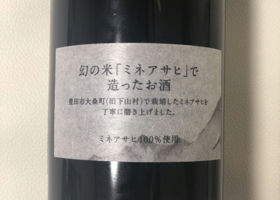 幻の米「ミネアサヒ」で
造ったお酒
豊田市大桑町(旧下山村)で栽培したミネアサヒを
丁寧に磨き上げました。
ミネアサヒ100%使用